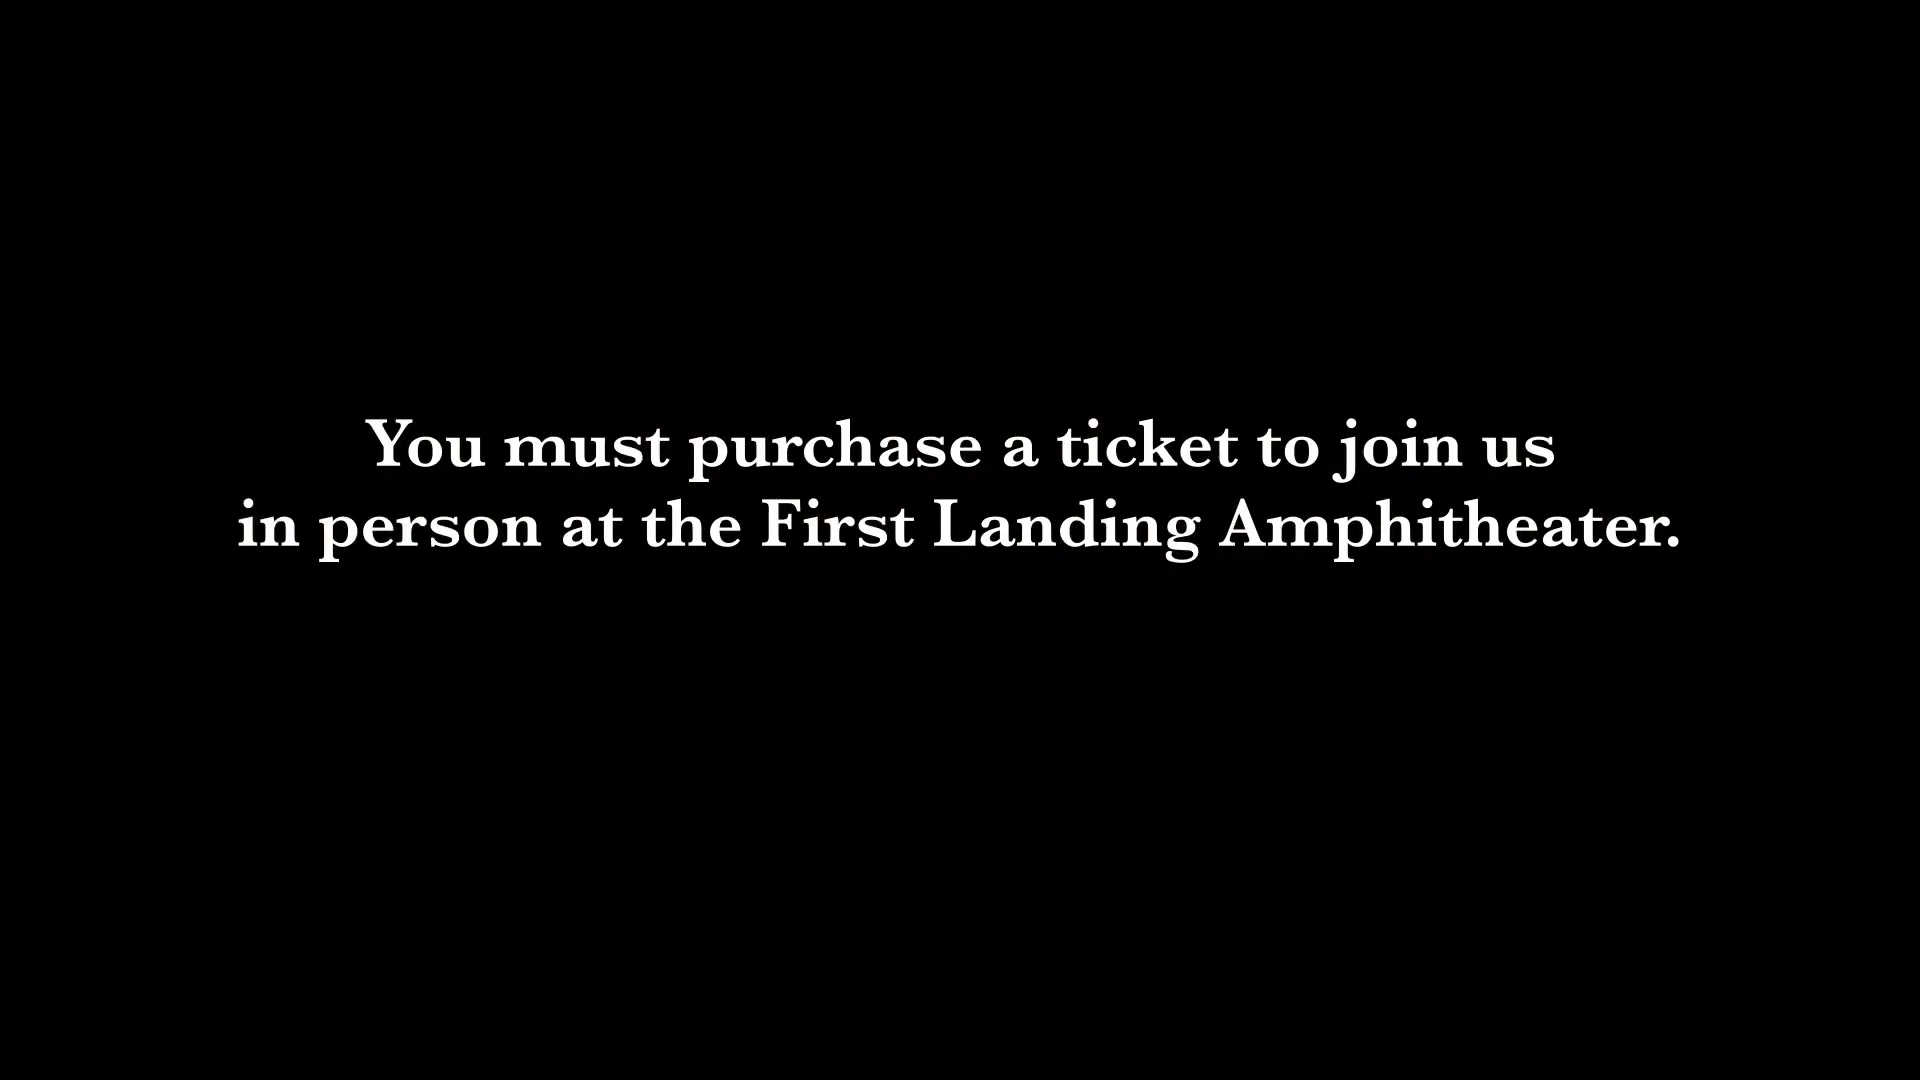 You must purchase a ticket to join us
in person at the First Landing Amphitheater.